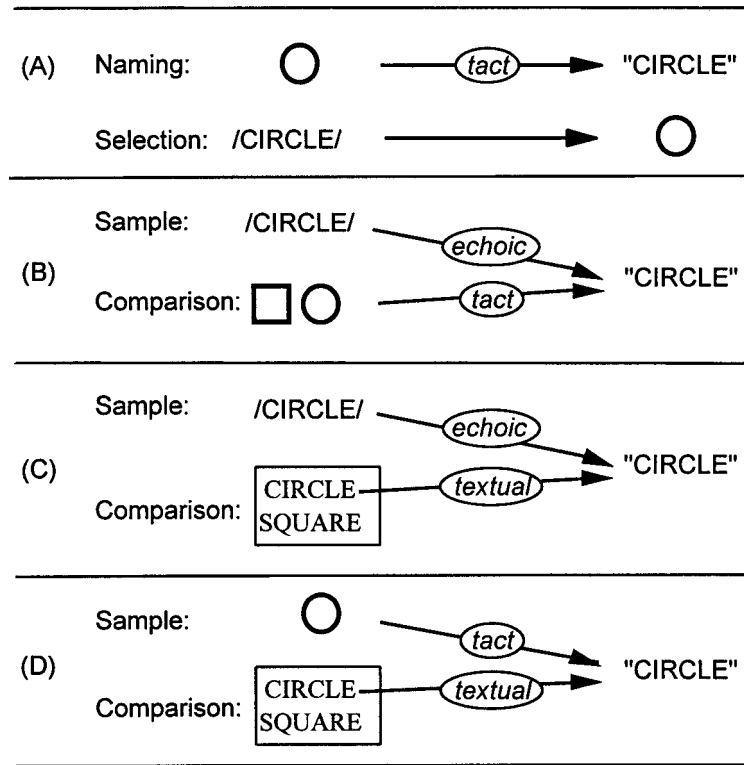 (A) Naming: tact "CIRCLE"
Selection: /CIRCLE/
(B) Sample: /CIRCLE/ echoic
"CIRCLE"
Comparison: tact
(C) Sample: /CIRCLE/ echoic
"CIRCLE"
Comparison: CIRCLE textual
SQUARE
(D) Sample: tact
"CIRCLE"
Comparison: CIRCLE textual
SQUARE